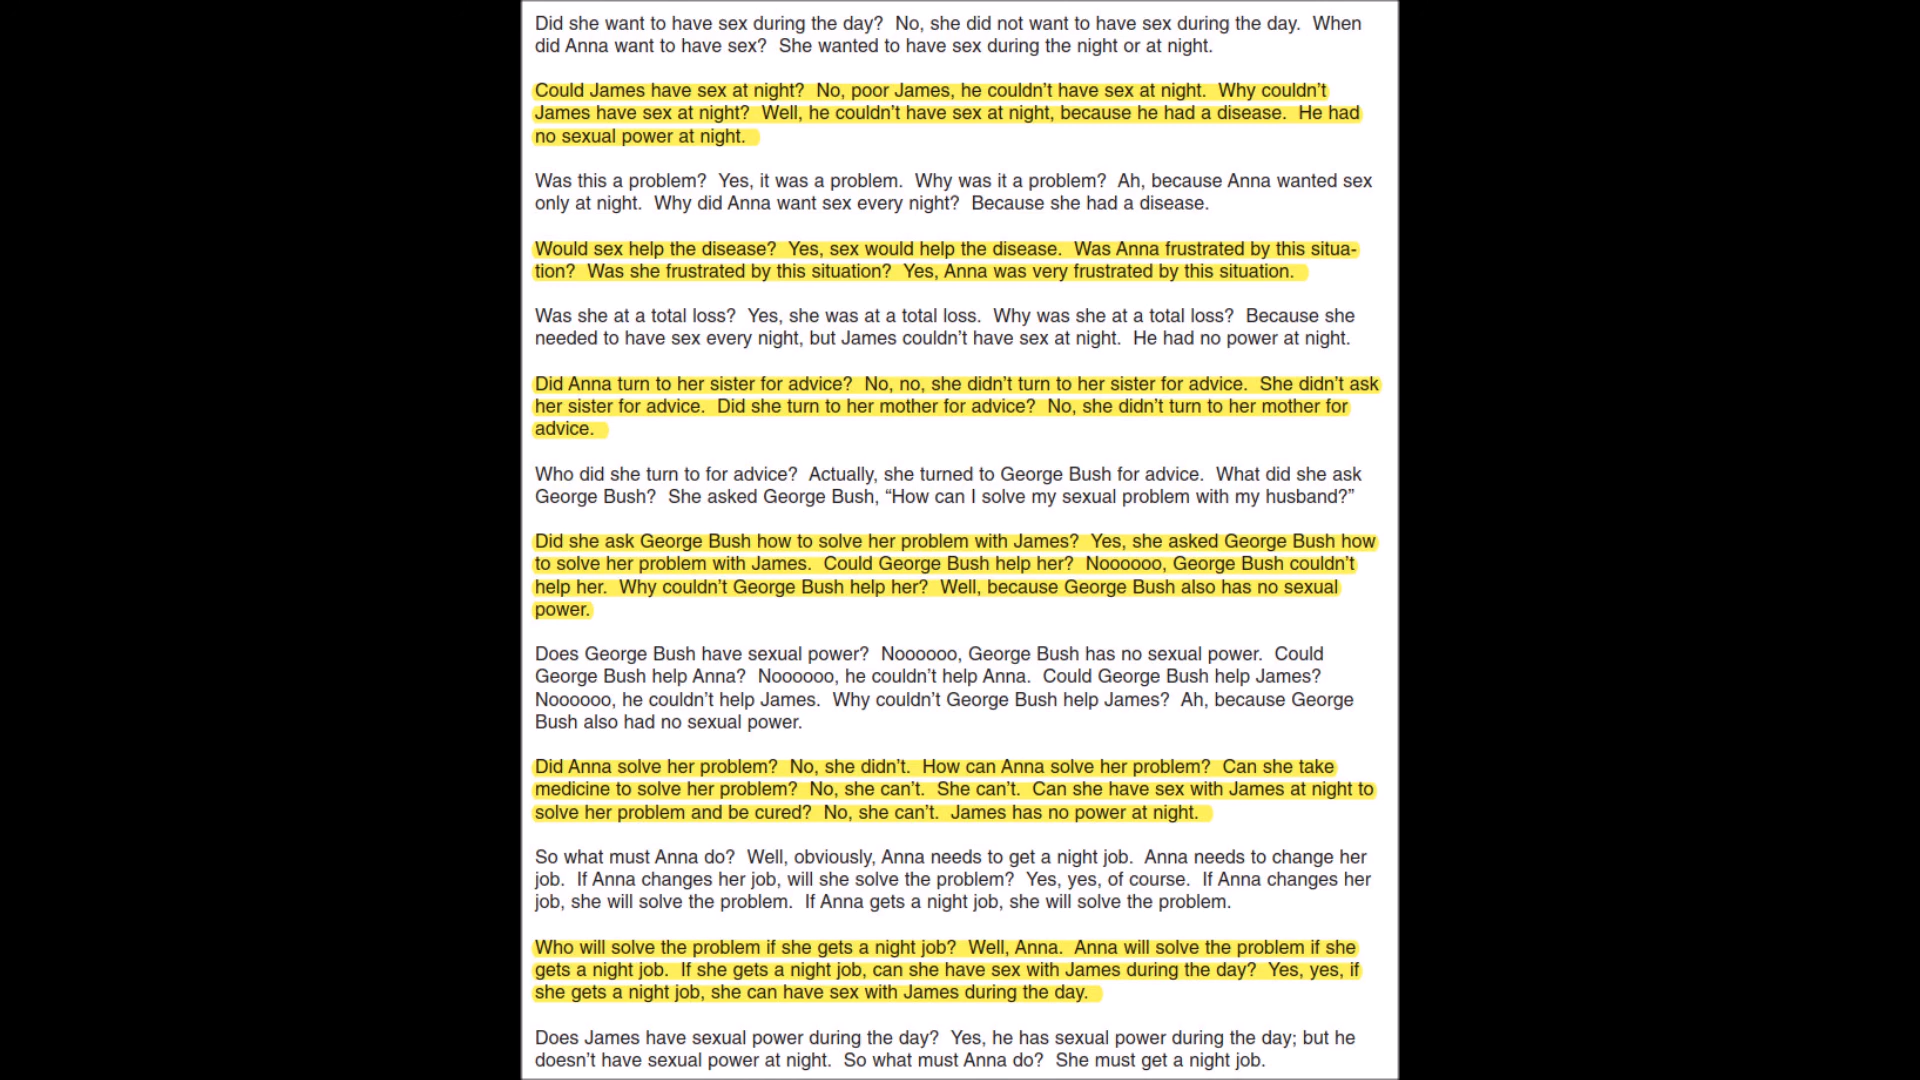 Did she want to have sex during the day?  No, she did not want to have sex during the day.  When
did Anna want to have sex?  She wanted to have sex during the night or at night.
Could James have sex at night?  No, poor James, he couldn’t have sex at night.  Why couldn’t
James have sex at night?  Well, he couldn’t have sex at night, because he had a disease.  He had
no sexual power at night.
Was this a problem?  Yes, it was a problem.  Why was it a problem?  Ah, because Anna wanted sex
only at night.  Why did Anna want sex every night?  Because she had a disease.
Would sex help the disease?  Yes, sex would help the disease.  Was Anna frustrated by this situa-
tion?  Was she frustrated by this situation?  Yes, Anna was very frustrated by this situation.
Was she at a total loss?  Yes, she was at a total loss.  Why was she at a total loss?  Because she
needed to have sex every night, but James couldn’t have sex at night.  He had no power at night.
Did Anna turn to her sister for advice?  No, no, she didn’t turn to her sister for advice.  She didn’t ask
her sister for advice.  Did she turn to her mother for advice?  No, she didn’t turn to her mother for
advice.
Who did she turn to for advice?  Actually, she turned to George Bush for advice.  What did she ask
George Bush?  She asked George Bush, “How can I solve my sexual problem with my husband?”
Did she ask George Bush how to solve her problem with James?  Yes, she asked George Bush how
to solve her problem with James.  Could George Bush help her?  Noooooo, George Bush couldn’t
help her.  Why couldn’t George Bush help her?  Well, because George Bush also has no sexual
power.
Does George Bush have sexual power?  Noooooo, George Bush has no sexual power.  Could
George Bush help Anna?  Noooooo, he couldn’t help Anna.  Could George Bush help James?
Noooooo, he couldn’t help James.  Why couldn’t George Bush help James?  Ah, because George
Bush also had no sexual power.
Did Anna solve her problem?  No, she didn’t.  How can Anna solve her problem?  Can she take
medicine to solve her problem?  No, she can’t.  She can’t.  Can she have sex with James at night to
solve her problem and be cured?  No, she can’t.  James has no power at night.
So what must Anna do?  Well, obviously, Anna needs to get a night job.  Anna needs to change her
job.  If Anna changes her job, will she solve the problem?  Yes, yes, of course.  If Anna changes her
job, she will solve the problem.  If Anna gets a night job, she will solve the problem.
Who will solve the problem if she gets a night job?  Well, Anna.  Anna will solve the problem if she
gets a night job.  If she gets a night job, can she have sex with James during the day?  Yes, yes, if
she gets a night job, she can have sex with James during the day.
Does James have sexual power during the day?  Yes, he has sexual power during the day; but he
doesn’t have sexual power at night.  So what must Anna do?  She must get a night job.